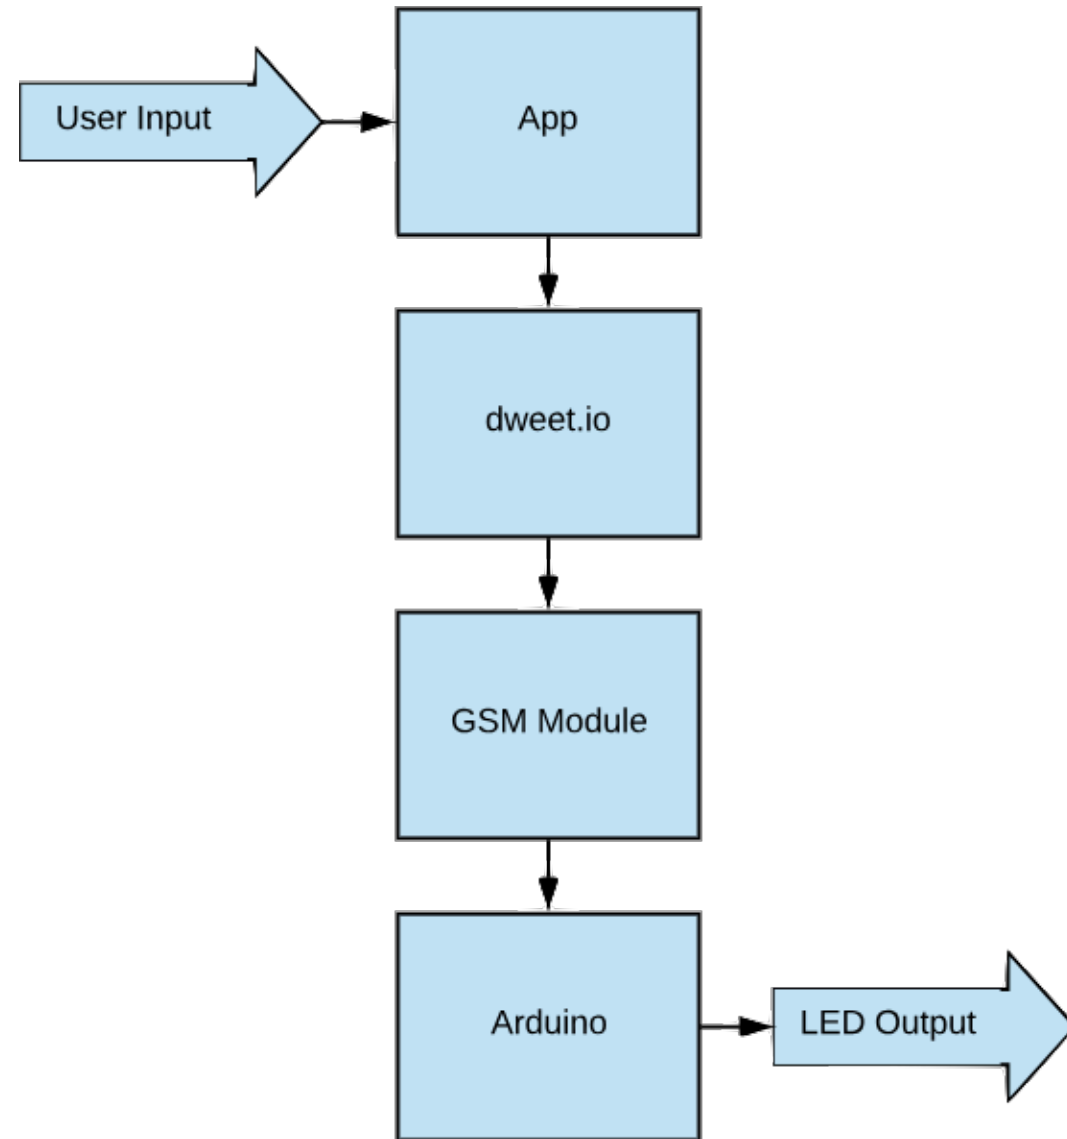 User Input
App
dweet.io
GSM Module
Arduino
LED Output